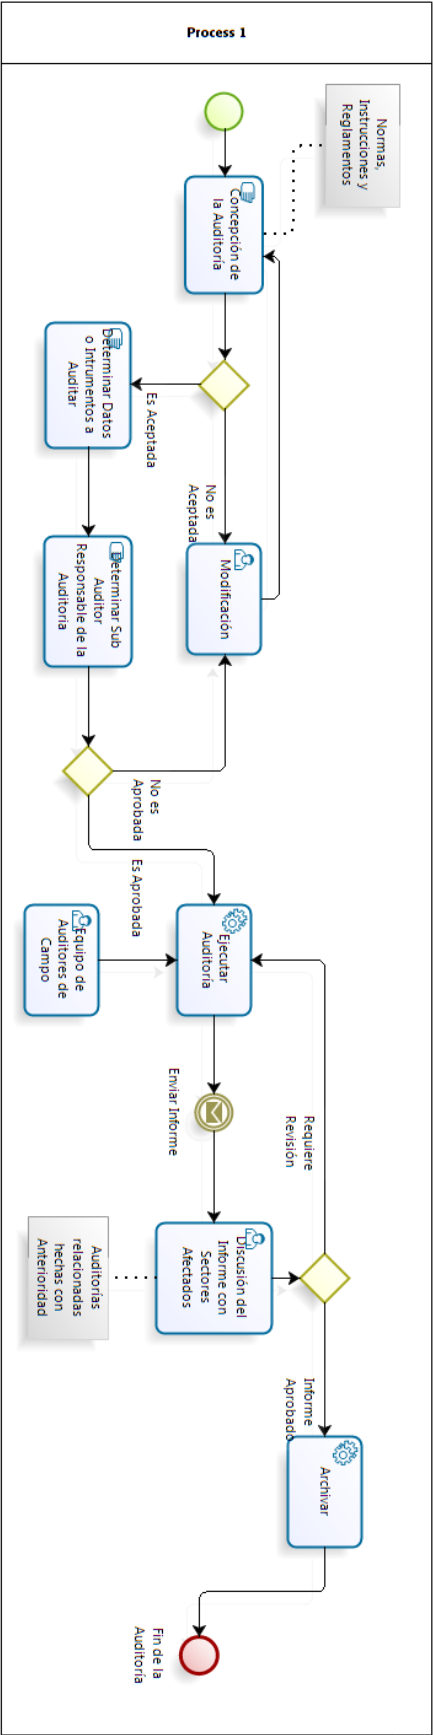 Process 1
Normas,
Instrucciones y
Reglamentos
Concepción de
la Auditoría
Es Aceptada
No es
Aceptada
Determinar Datos
o Intrumentos a
Auditar
Modificación
Determinar Sub
Auditor
Responsable de la
Auditoria
No es
Aprobada
Es Aprobada
Equipo de
Auditores de
Campo
Ejecutar
Auditoría
Enviar Informe
Requiere
Revisión
Discusión del
Informe con
Sectores
Afectados
Auditorías
relacionadas
hechas con
Anterioridad
Informe
Aprobado
Archivar
Fin de la
Auditoría